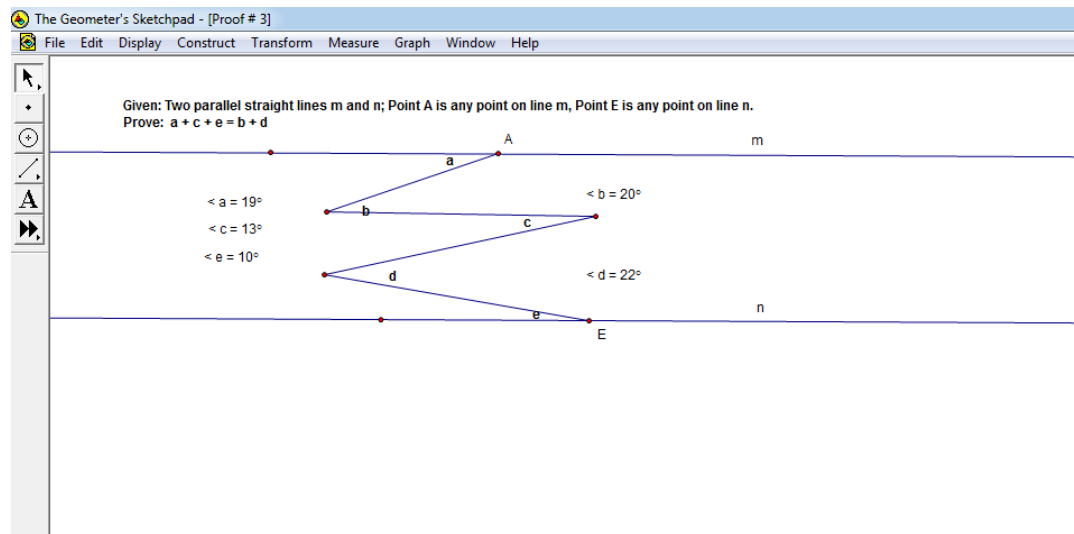 The Geometer's Sketchpad - [Proof # 3]
File Edit Display Construct Transform Measure Graph Window Help
Given: Two parallel straight lines m and n; Point A is any point on line m, Point E is any point on line n.
Prove: a + c + e = b + d
A
m
a
< a = 19°
< b = 20°
b
c
< c = 13°
A
< e = 10°
d
< d = 22°
e
n
E